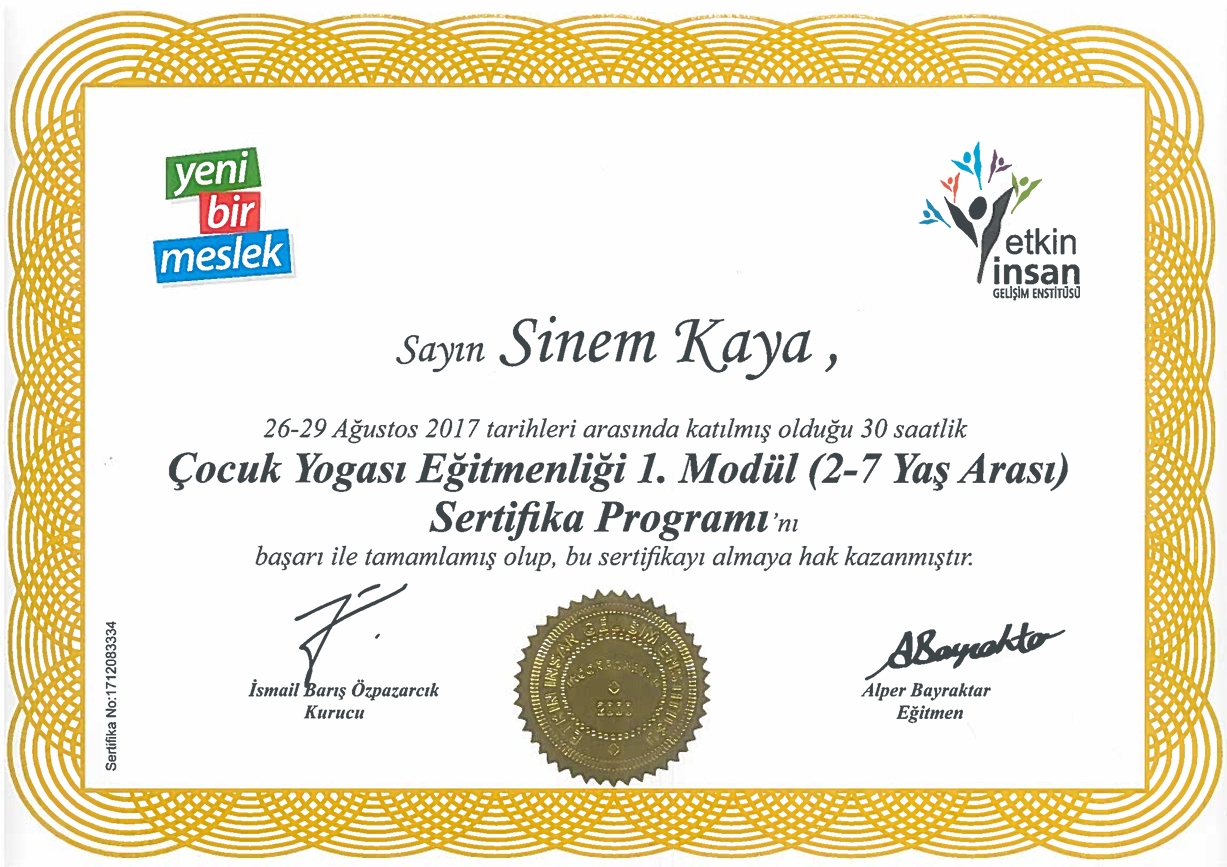 yeni
bir
meslek
etkin
insan
GELİŞİM ENSTİTÜSÜ
Sayın Sinem Kaya ,
26-29 Ağustos 2017 tarihleri arasında katılmış olduğu 30 saatlik
Çocuk Yogası Eğitmenliği 1. Modül (2-7 Yaş Arası)
Sertifika Programı'nı
başarı ile tamamlamış olup, bu sertifikayı almaya hak kazanmıştır.
Sertifika No:1712083334
İsmail Barış Özpazarcık
Kurucu
ETKİN İNSAN GELİŞİM ENSTİTÜSÜ
ABayraktar
Alper Bayraktar
Eğitmen